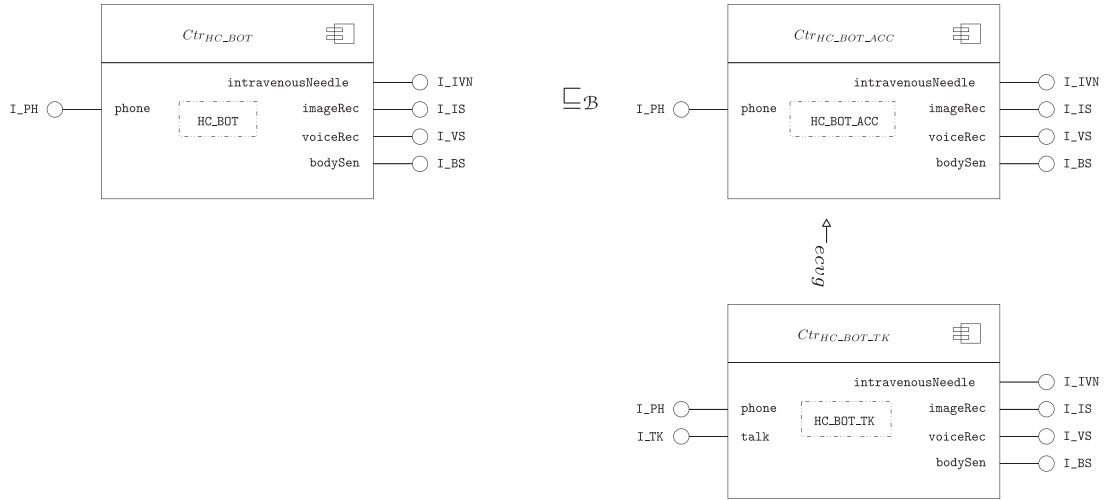 Ctr_HC_BOT
intravenousNeedle
I_IVN
I_PH
phone
HC_BOT
imageRec
I_IS
voiceRec
I_VS
bodySen
I_BS
⊑_ℬ
Ctr_HC_BOT_ACC
intravenousNeedle
I_IVN
I_PH
phone
HC_BOT_ACC
imageRec
I_IS
voiceRec
I_VS
bodySen
I_BS
ecvg
Ctr_HC_BOT_TK
intravenousNeedle
I_IVN
I_PH
phone
HC_BOT_TK
imageRec
I_IS
I_TK
talk
voiceRec
I_VS
bodySen
I_BS